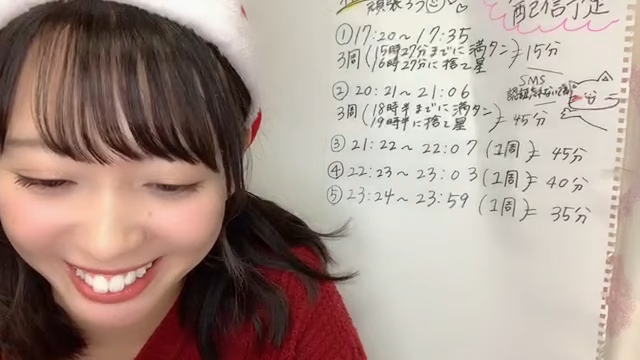 頑張ろう
配信予定
①17:20~17:35
3周(15時27分までに満タン
16時27分に捨て星)=15分
SMS
②20:21~21:06
3周(18時半までに満タン
19時半に捨て星)=45分
③21:22~22:07(1周)=45分
④22:23~23:03(1周)=40分
⑤23:24~23:59(1周)=35分